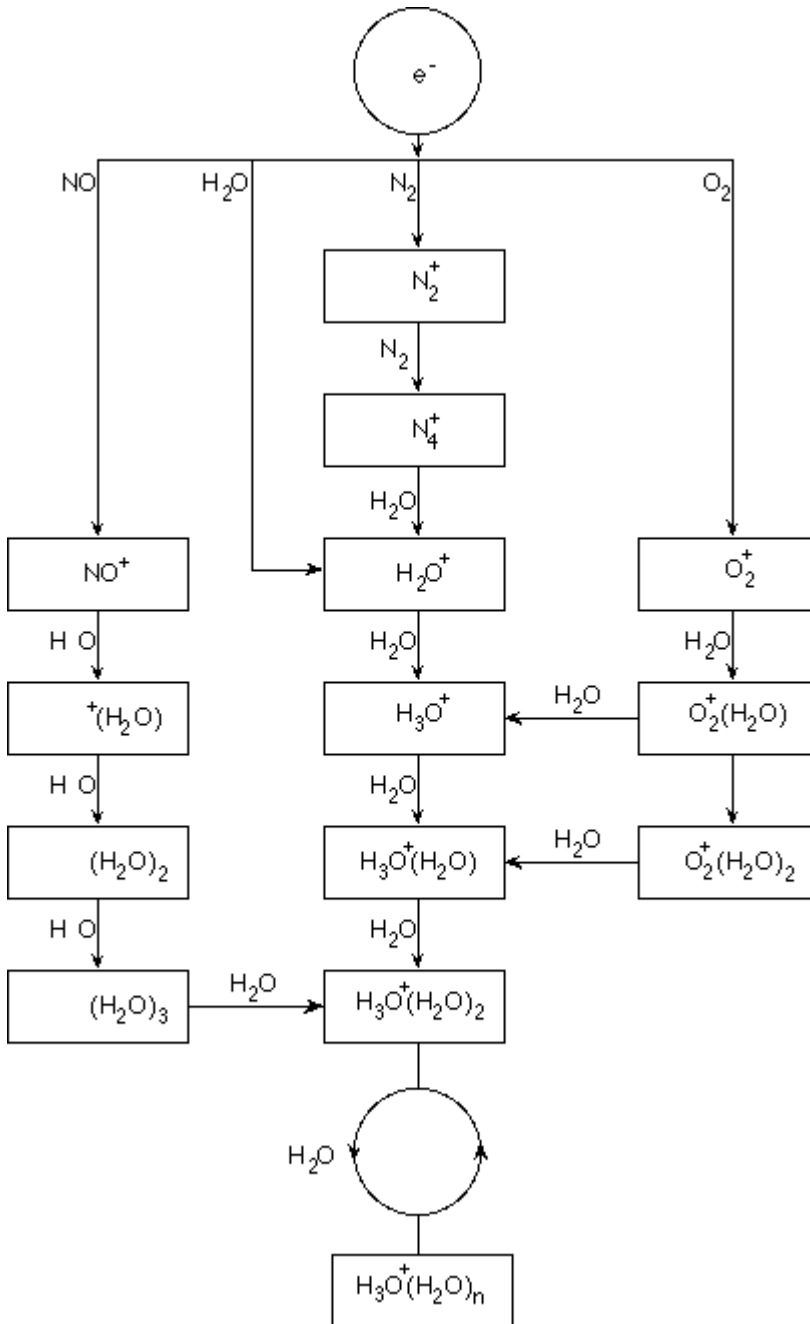 e⁻
NO
H₂O
N₂
O₂
N₂⁺
N₂
N₄⁺
H₂O
NO⁺
H₂O⁺
O₂⁺
H O
H₂O
H₂O
⁺(H₂O)
H₃O⁺
H₂O
O₂⁺(H₂O)
H O
H₂O
(H₂O)₂
H₃O⁺(H₂O)
H₂O
O₂⁺(H₂O)₂
H O
H₂O
(H₂O)₃
H₂O
H₃O⁺(H₂O)₂
H₂O
H₃O⁺(H₂O)ₙ